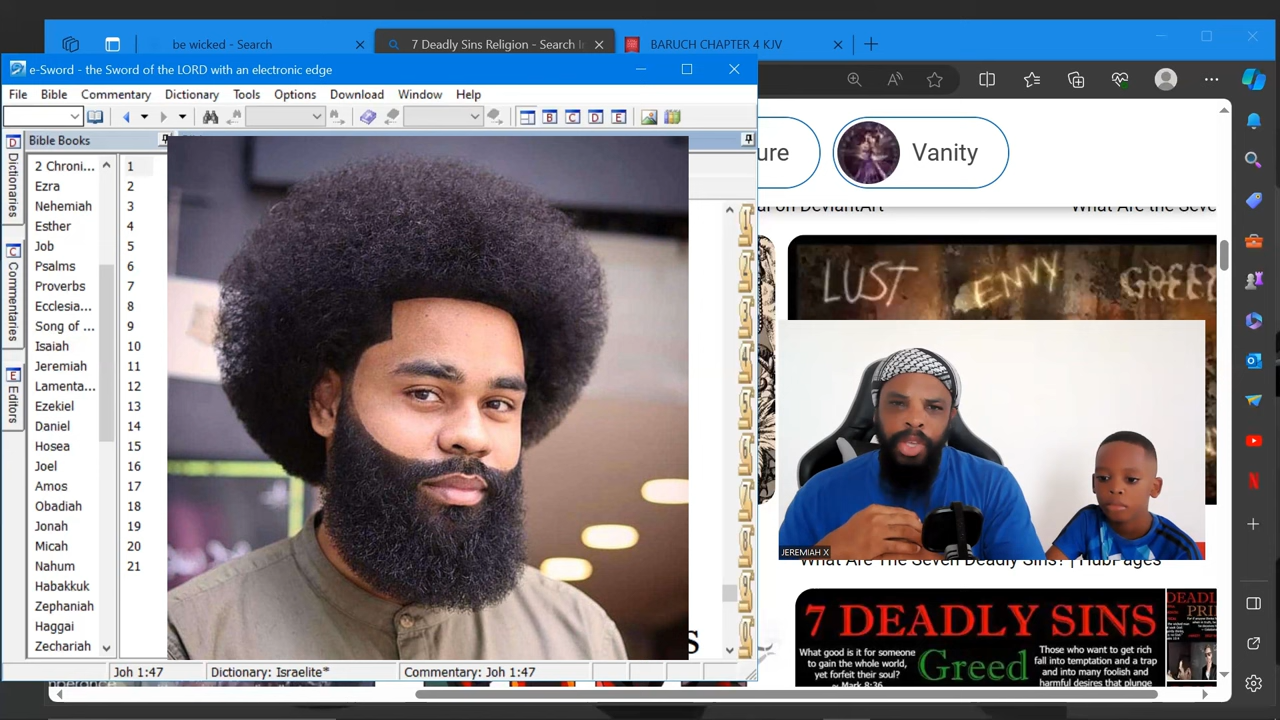 be wicked - Search
7 Deadly Sins Religion - Search
BARUCH CHAPTER 4 KJV
e-Sword - the Sword of the LORD with an electronic edge
File Bible Commentary Dictionary Tools Options Download Window Help
B C D E
Bible Books
D Dictionaries
C Commentaries
E Editors
2 Chroni...
Ezra
Nehemiah
Esther
Job
Psalms
Proverbs
Ecclesia...
Song of ...
Isaiah
Jeremiah
Lamenta...
Ezekiel
Daniel
Hosea
Joel
Amos
Obadiah
Jonah
Micah
Nahum
Habakkuk
Zephaniah
Haggai
Zechariah
1
2
3
4
5
6
7
8
9
10
11
12
13
14
15
16
17
18
19
20
21
Joh 1:47
Dictionary: Israelite*
Commentary: Joh 1:47
ure
Vanity
al on DeviantArt
What Are the Seve
LUST ENVY GREE
JEREMIAH X
What Are The Seven Deadly Sins? | HubPages
7 DEADLY SINS
What good is it for someone
to gain the whole world,
yet forfeit their soul?
~ Mark 8:36
Greed
Those who want to get rich
fall into temptation and a trap
and into many foolish and
harmful desires that plunge
DEADLY